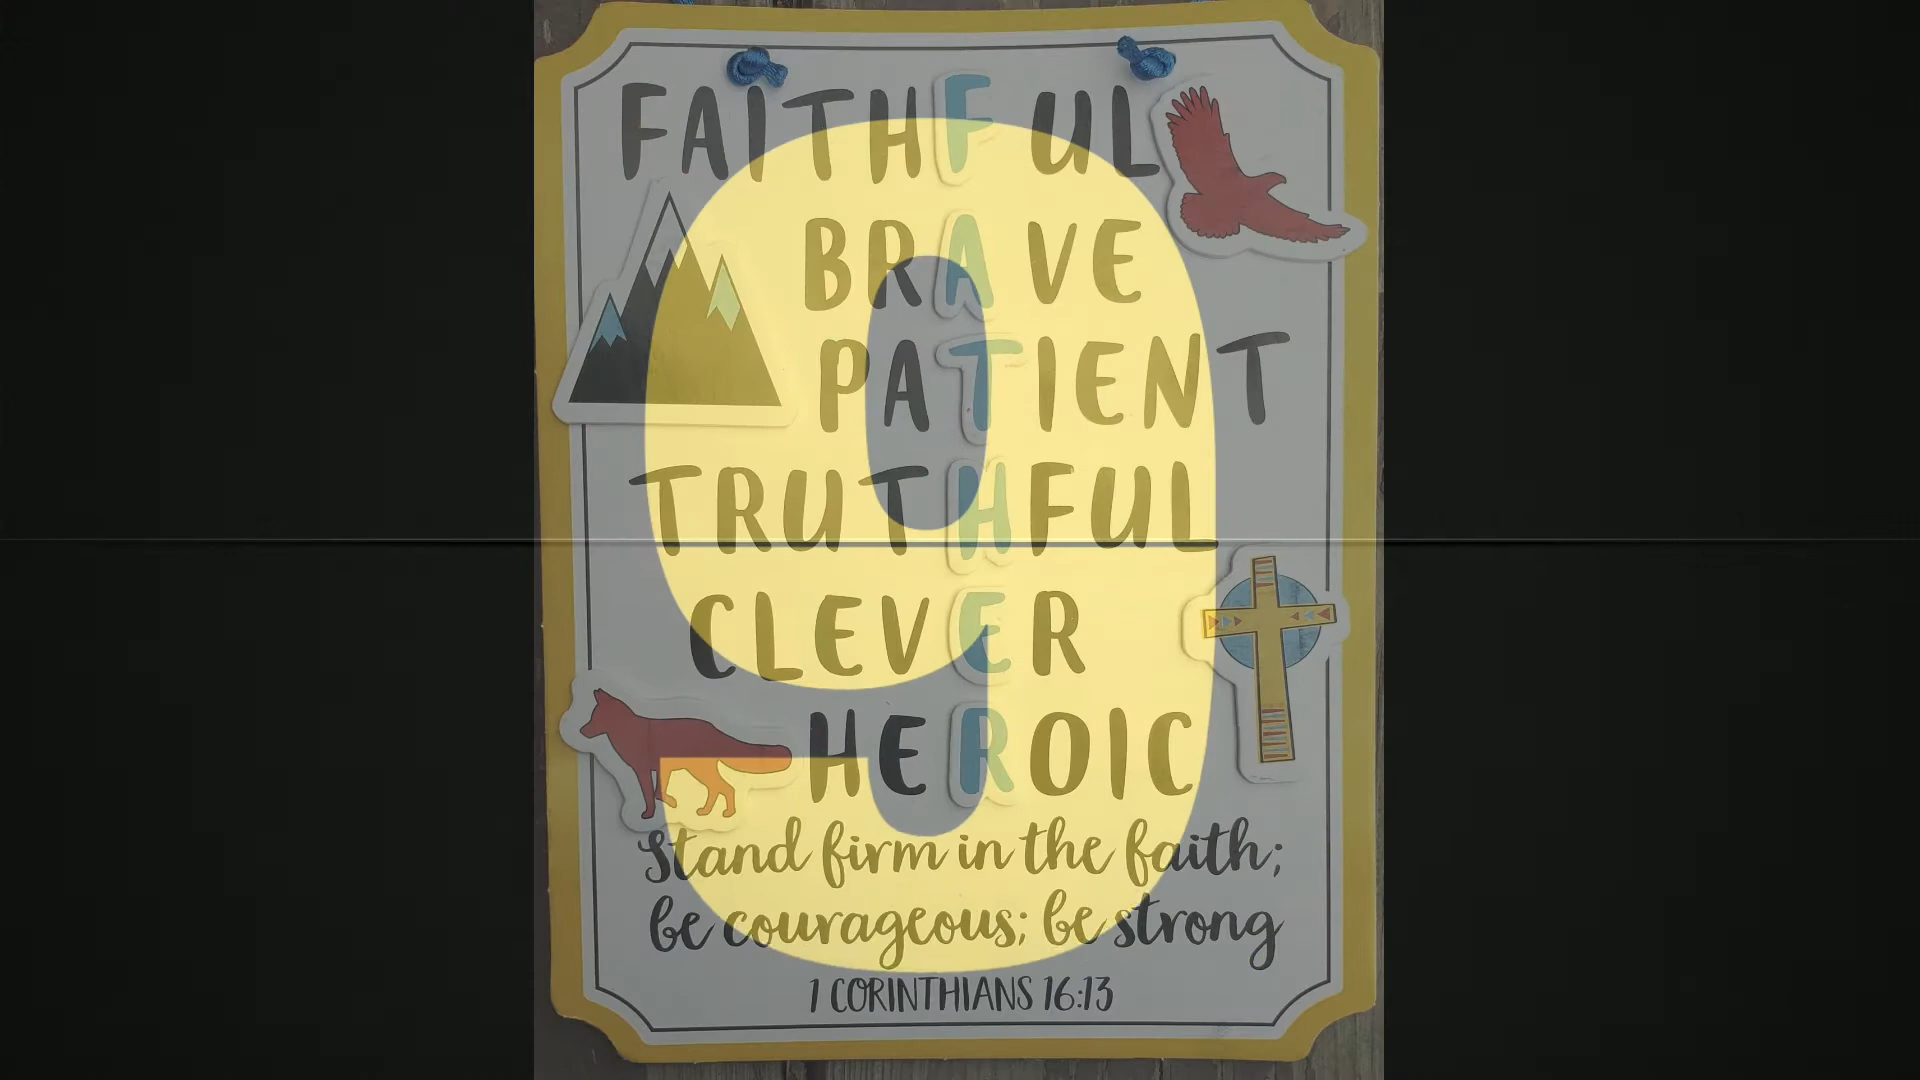 FAITHFUL
BRAVE
PATIENT
TRUTHFUL
CLEVER
HEROIC
Stand firm in the faith;
be courageous; be strong
1 CORINTHIANS 16:13
9